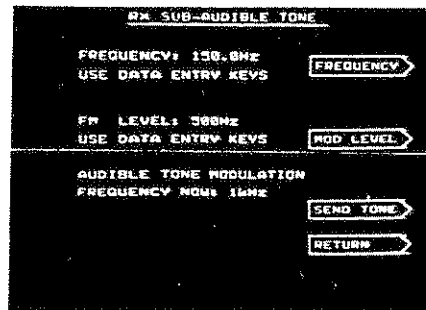 RX SUB-AUDIBLE TONE
FREQUENCY: 150.0Hz
USE DATA ENTRY KEYS
FREQUENCY
FM LEVEL: 500Hz
USE DATA ENTRY KEYS
MOD LEVEL
AUDIBLE TONE MODULATION
FREQUENCY NOW: 1kHz
SEND TONE
RETURN